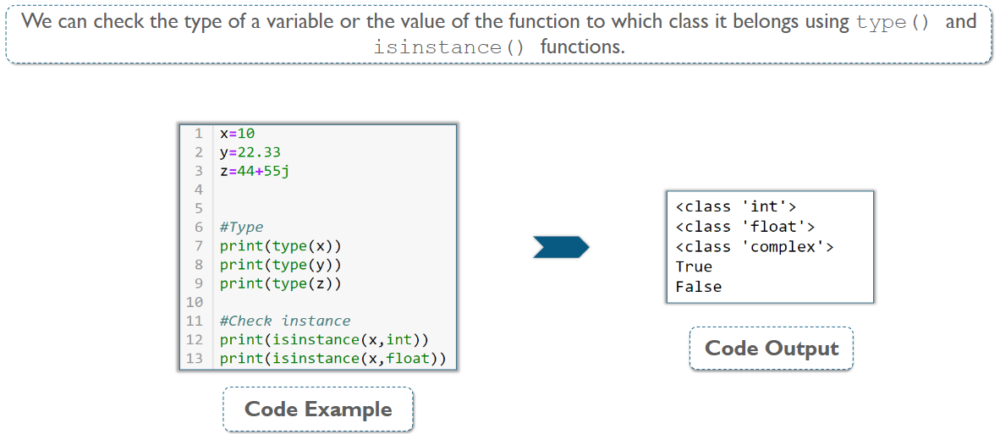 We can check the type of a variable or the value of the function to which class it belongs using type() and
isinstance() functions.
1 x=10
2 y=22.33
3 z=44+55j
4
5
6 #Type
7 print(type(x))
8 print(type(y))
9 print(type(z))
10
11 #Check instance
12 print(isinstance(x,int))
13 print(isinstance(x,float))
Code Example
<class 'int'>
<class 'float'>
<class 'complex'>
True
False
Code Output